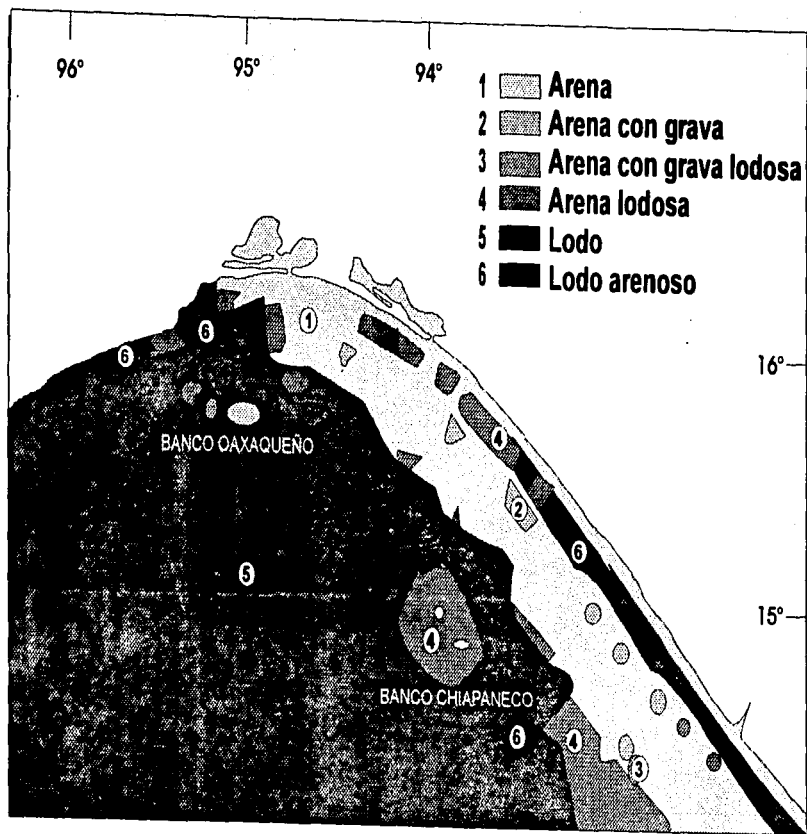 96° 95° 94°
1 Arena
2 Arena con grava
3 Arena con grava lodosa
4 Arena lodosa
5 Lodo
6 Lodo arenoso
1
6
6
16°
BANCO OAXAQUEÑO
4
2
6
5
15°
4
BANCO CHIAPANECO
6
4
3